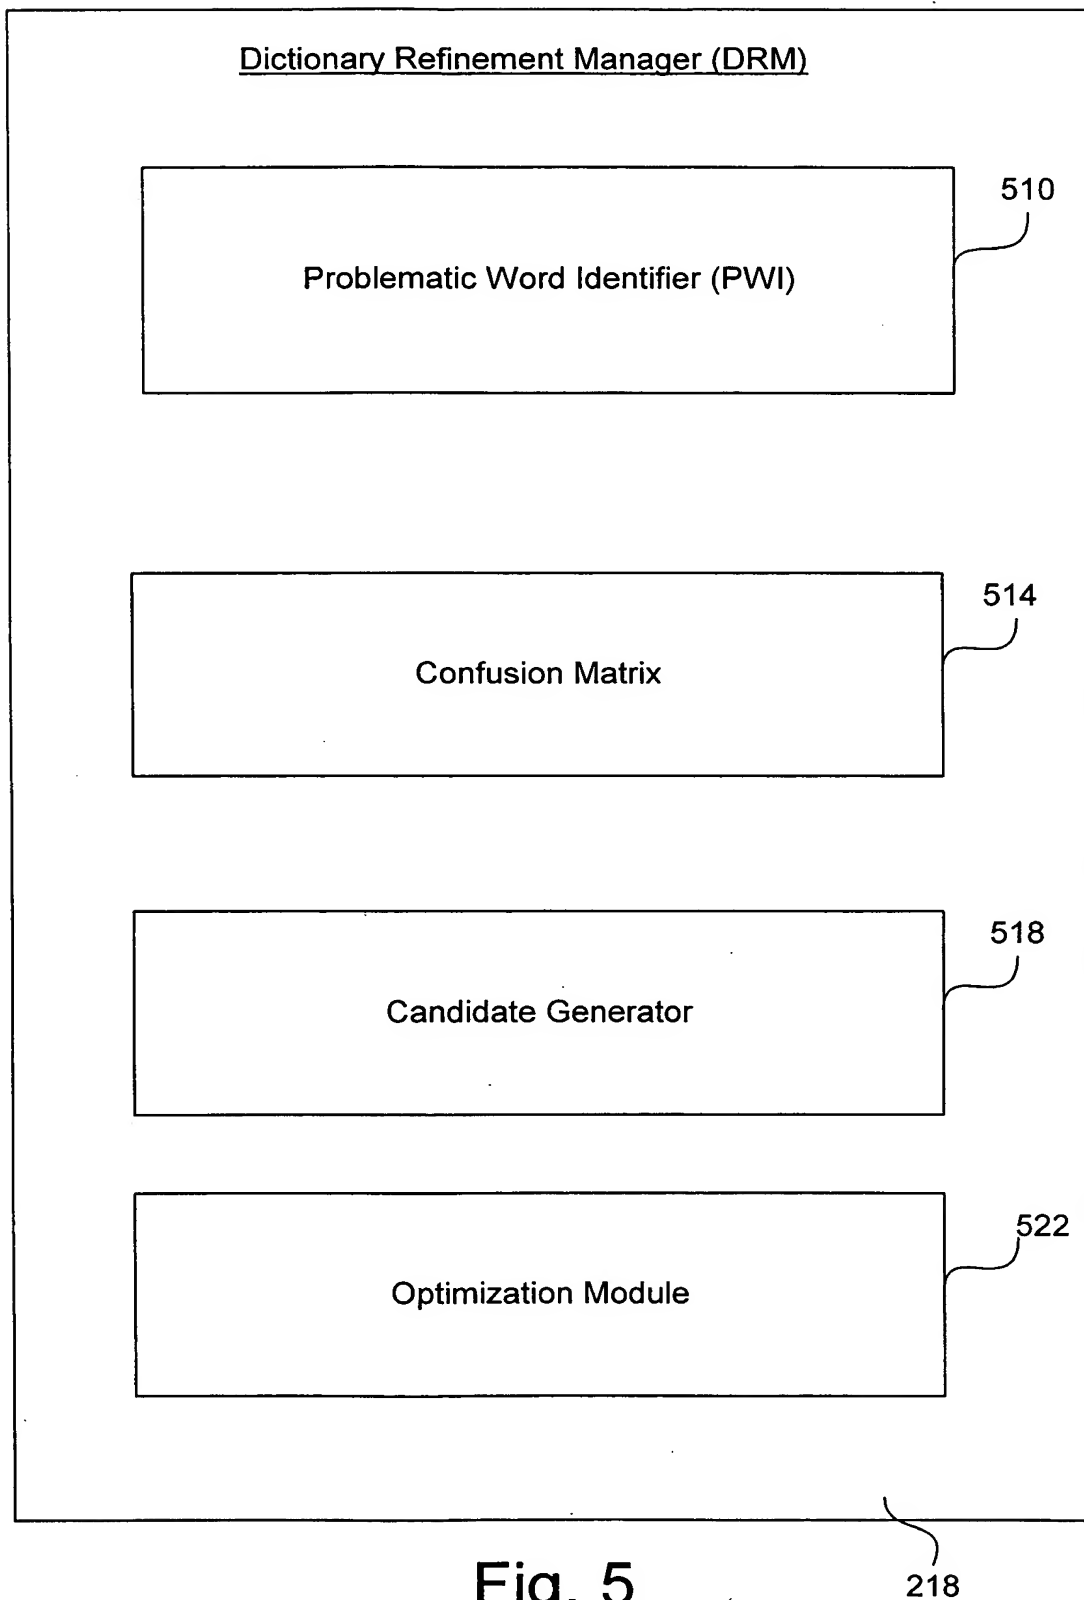 Dictionary Refinement Manager (DRM)
510
Problematic Word Identifier (PWI)
514
Confusion Matrix
518
Candidate Generator
522
Optimization Module
218
Fig. 5